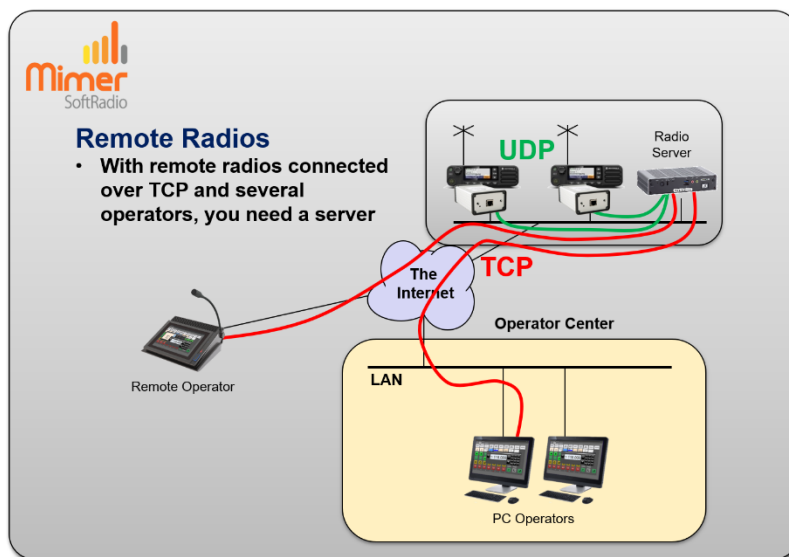 Mimer
SoftRadio
Remote Radios
• With remote radios connected
over TCP and several
operators, you need a server
UDP
Radio
Server
TCP
The
Internet
Remote Operator
Operator Center
LAN
PC Operators